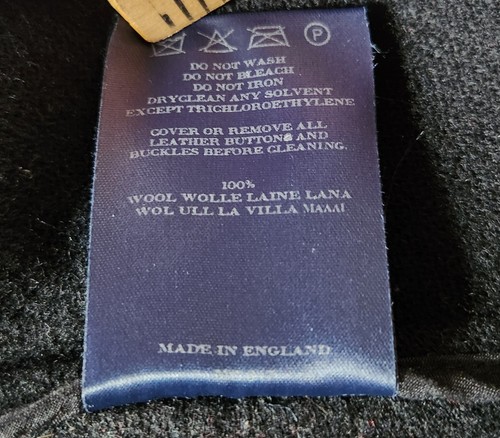 P
DO NOT WASH
DO NOT BLEACH
DO NOT IRON
DRYCLEAN ANY SOLVENT
EXCEPT TRICHLOROETHYLENE
COVER OR REMOVE ALL
LEATHER BUTTONS AND
BUCKLES BEFORE CLEANING.
100%
WOOL WOLLE LAINE LANA
WOL ULL LA VILLA MAAAI
MADE IN ENGLAND